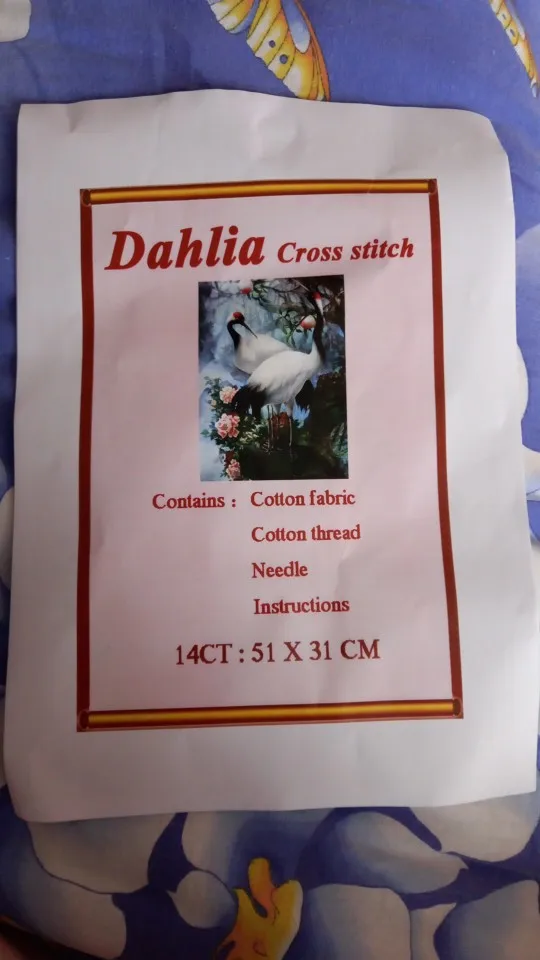 Dahlia Cross stitch
Contains : Cotton fabric
Cotton thread
Needle
Instructions
14CT : 51 X 31 CM